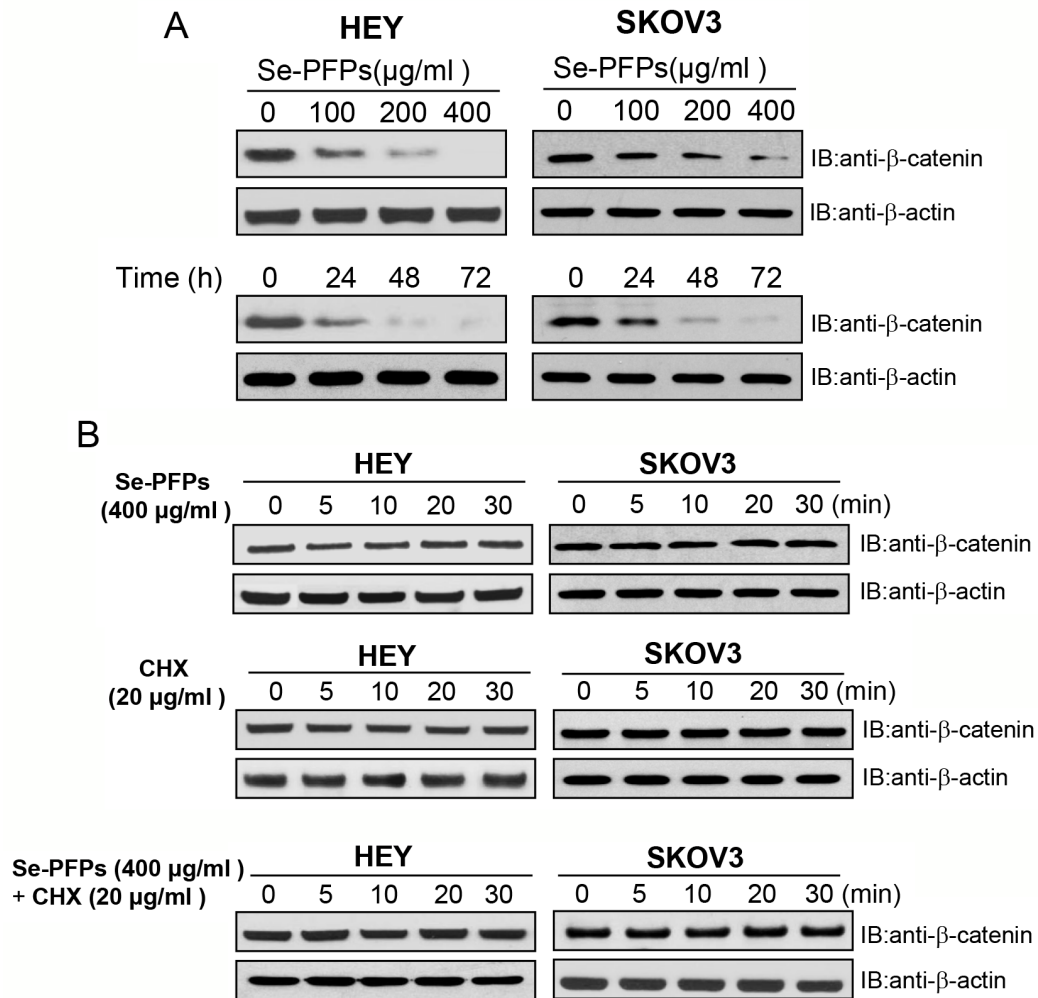 A
HEY SKOV3
Se-PFPs(µg/ml ) Se-PFPs(µg/ml )
0 100 200 400 0 100 200 400
IB:anti-β-catenin
IB:anti-β-actin
Time (h) 0 24 48 72 0 24 48 72
IB:anti-β-catenin
IB:anti-β-actin
B
HEY SKOV3
Se-PFPs
(400 µg/ml ) 0 5 10 20 30 0 5 10 20 30 (min)
IB:anti-β-catenin
IB:anti-β-actin
HEY SKOV3
CHX
(20 µg/ml ) 0 5 10 20 30 0 5 10 20 30 (min)
IB:anti-β-catenin
IB:anti-β-actin
HEY SKOV3
Se-PFPs (400 µg/ml )
+ CHX (20 µg/ml ) 0 5 10 20 30 0 5 10 20 30 (min)
IB:anti-β-catenin
IB:anti-β-actin